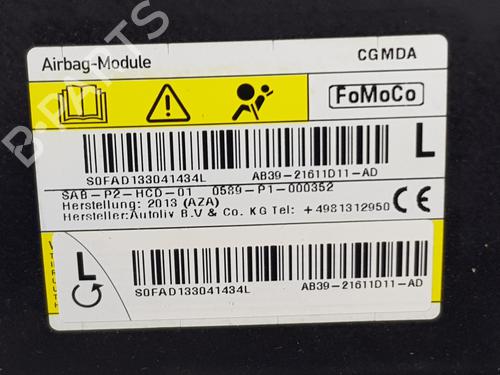 Airbag-Module CGMDA
FoMoCo
S0FAD133041434L AB39-21611D11-AD L
SAB-P2-HCD-01 0589-P1-000352
Herstellung: 2013 (AZA)
Hersteller: Autoliv B.V & Co. KG Tel: +4981312950 CE
L
S0FAD133041434L AB39-21611D11-AD
B-PARTS